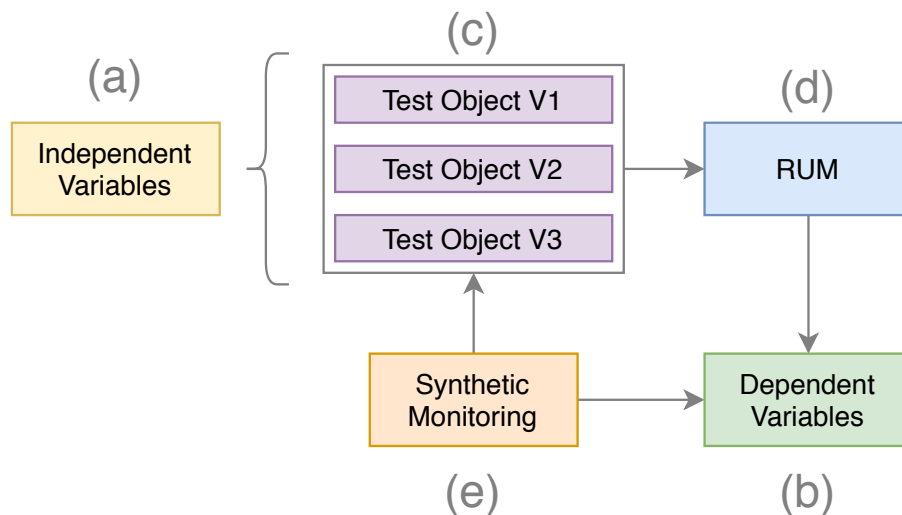 (a)
Independent
Variables
(c)
Test Object V1
Test Object V2
Test Object V3
(d)
RUM
Synthetic
Monitoring
(e)
Dependent
Variables
(b)